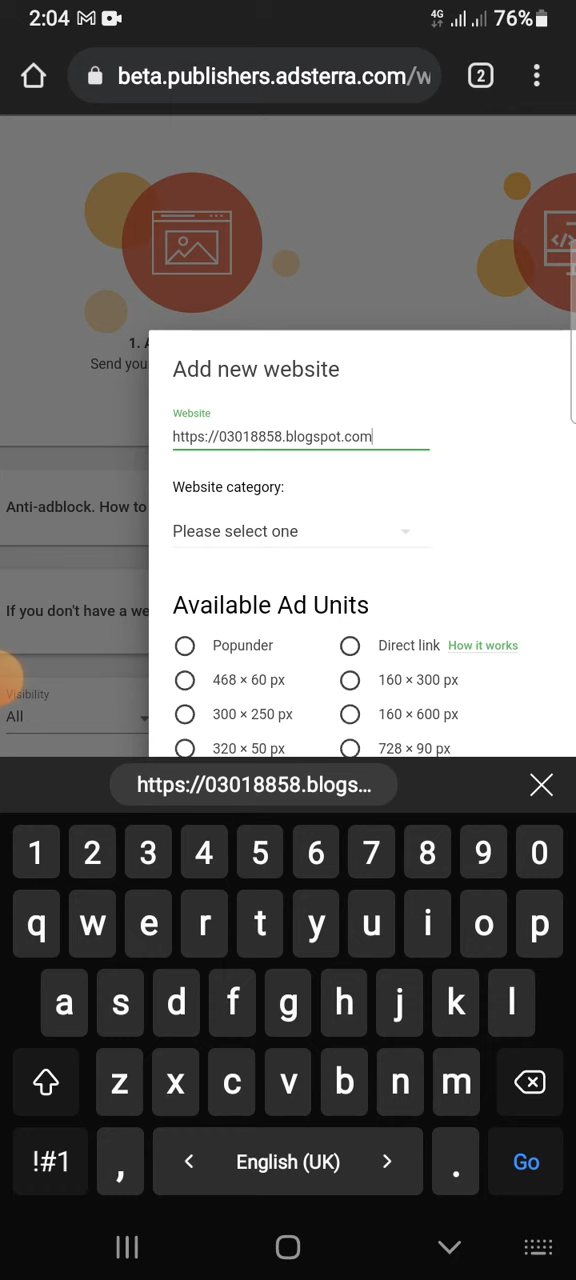 2:04 4G 76%
beta.publishers.adsterra.com/w 2
1. A
Send you
Add new website
Website
https://03018858.blogspot.com
Website category:
Anti-adblock. How to
Please select one
Available Ad Units
If you don't have a we
Popunder Direct link How it works
468 × 60 px 160 × 300 px
Visibility
All
300 × 250 px 160 × 600 px
320 × 50 px 728 × 90 px
https://03018858.blogs...
1 2 3 4 5 6 7 8 9 0
q w e r t y u i o p
a s d f g h j k l
z x c v b n m
!#1 , < English (UK) > . Go